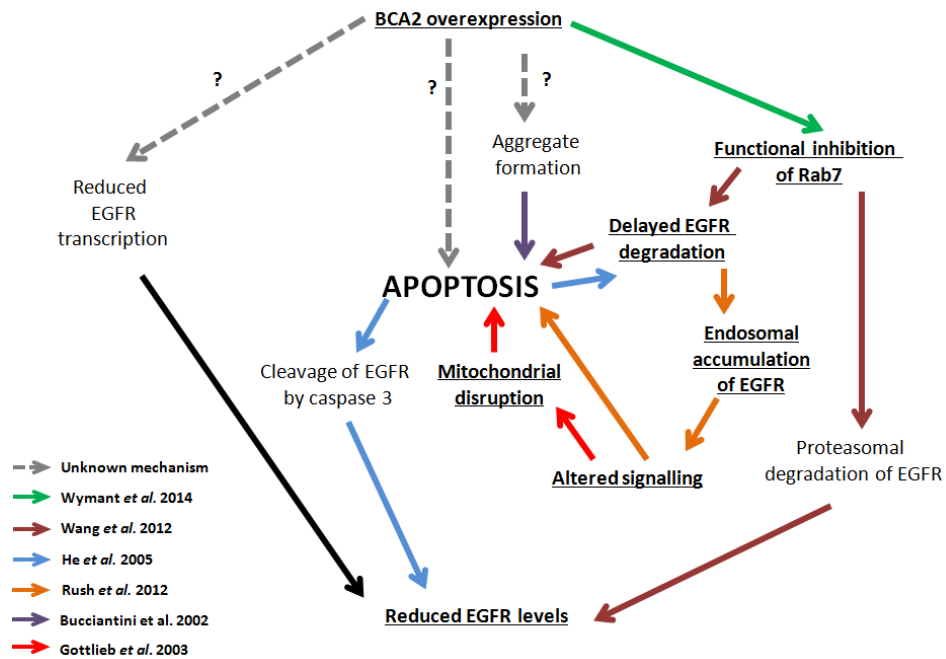 BCA2 overexpression
?
?
?
Aggregate
formation
Functional inhibition
of Rab7
Reduced
EGFR
transcription
Delayed EGFR
degradation
APOPTOSIS
Endosomal
accumulation
of EGFR
Cleavage of EGFR
by caspase 3
Mitochondrial
disruption
Proteasomal
degradation of EGFR
Altered signalling
Unknown mechanism
Wymant et al. 2014
Wang et al. 2012
He et al. 2005
Rush et al. 2012
Bucciantini et al. 2002
Gottlieb et al. 2003
Reduced EGFR levels